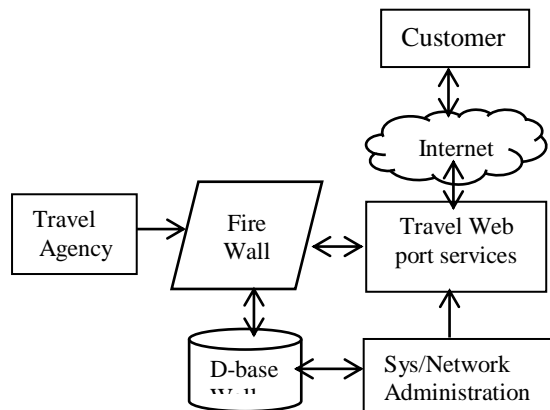 Customer
Internet
Travel
Agency
Fire
Wall
Travel Web
port services
D-base
Sys/Network
Administration